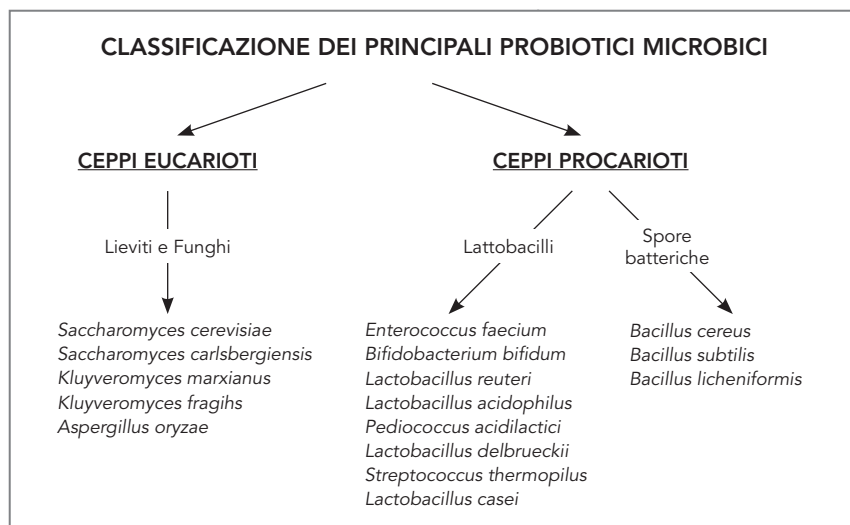 CLASSIFICAZIONE DEI PRINCIPALI PROBIOTICI MICROBICI
CEPPI EUCARIOTI
Lieviti e Funghi
Saccharomyces cerevisiae
Saccharomyces carlsbergiensis
Kluyveromyces marxianus
Kluyveromyces fragihs
Aspergillus oryzae
CEPPI PROCARIOTI
Lattobacilli
Enterococcus faecium
Bifidobacterium bifidum
Lactobacillus reuteri
Lactobacillus acidophilus
Pediococcus acidilactici
Lactobacillus delbrueckii
Streptococcus thermopilus
Lactobacillus casei
Spore
batteriche
Bacillus cereus
Bacillus subtilis
Bacillus licheniformis